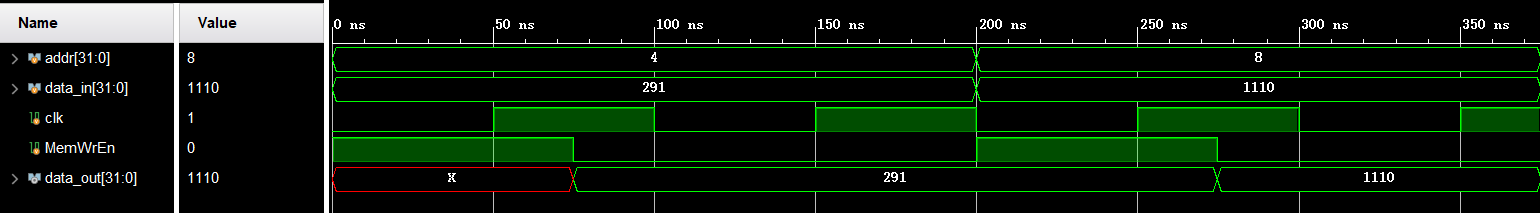 Name Value 0 ns 50 ns 100 ns 150 ns 200 ns 250 ns 300 ns 350 ns
addr[31:0] 8 4 8
data_in[31:0] 1110 291 1110
clk 1
MemWrEn 0
data_out[31:0] 1110 X 291 1110